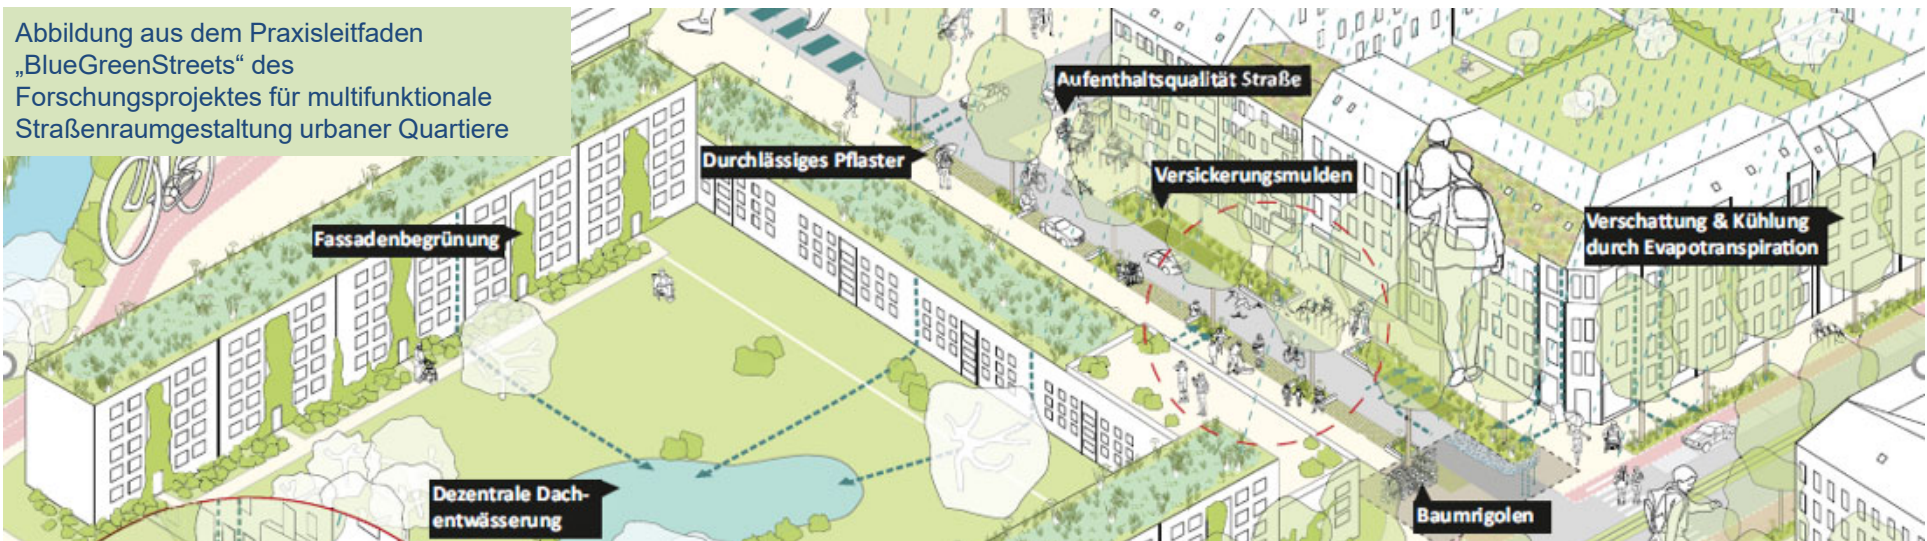 Abbildung aus dem Praxisleitfaden
„BlueGreenStreets“ des
Forschungsprojektes für multifunktionale
Straßenraumgestaltung urbaner Quartiere
Aufenthaltsqualität Straße
Durchlässiges Pflaster
Versickerungsmulden
Fassadenbegrünung
Verschattung & Kühlung
durch Evapotranspiration
Dezentrale Dach-
entwässerung
Baumrigolen